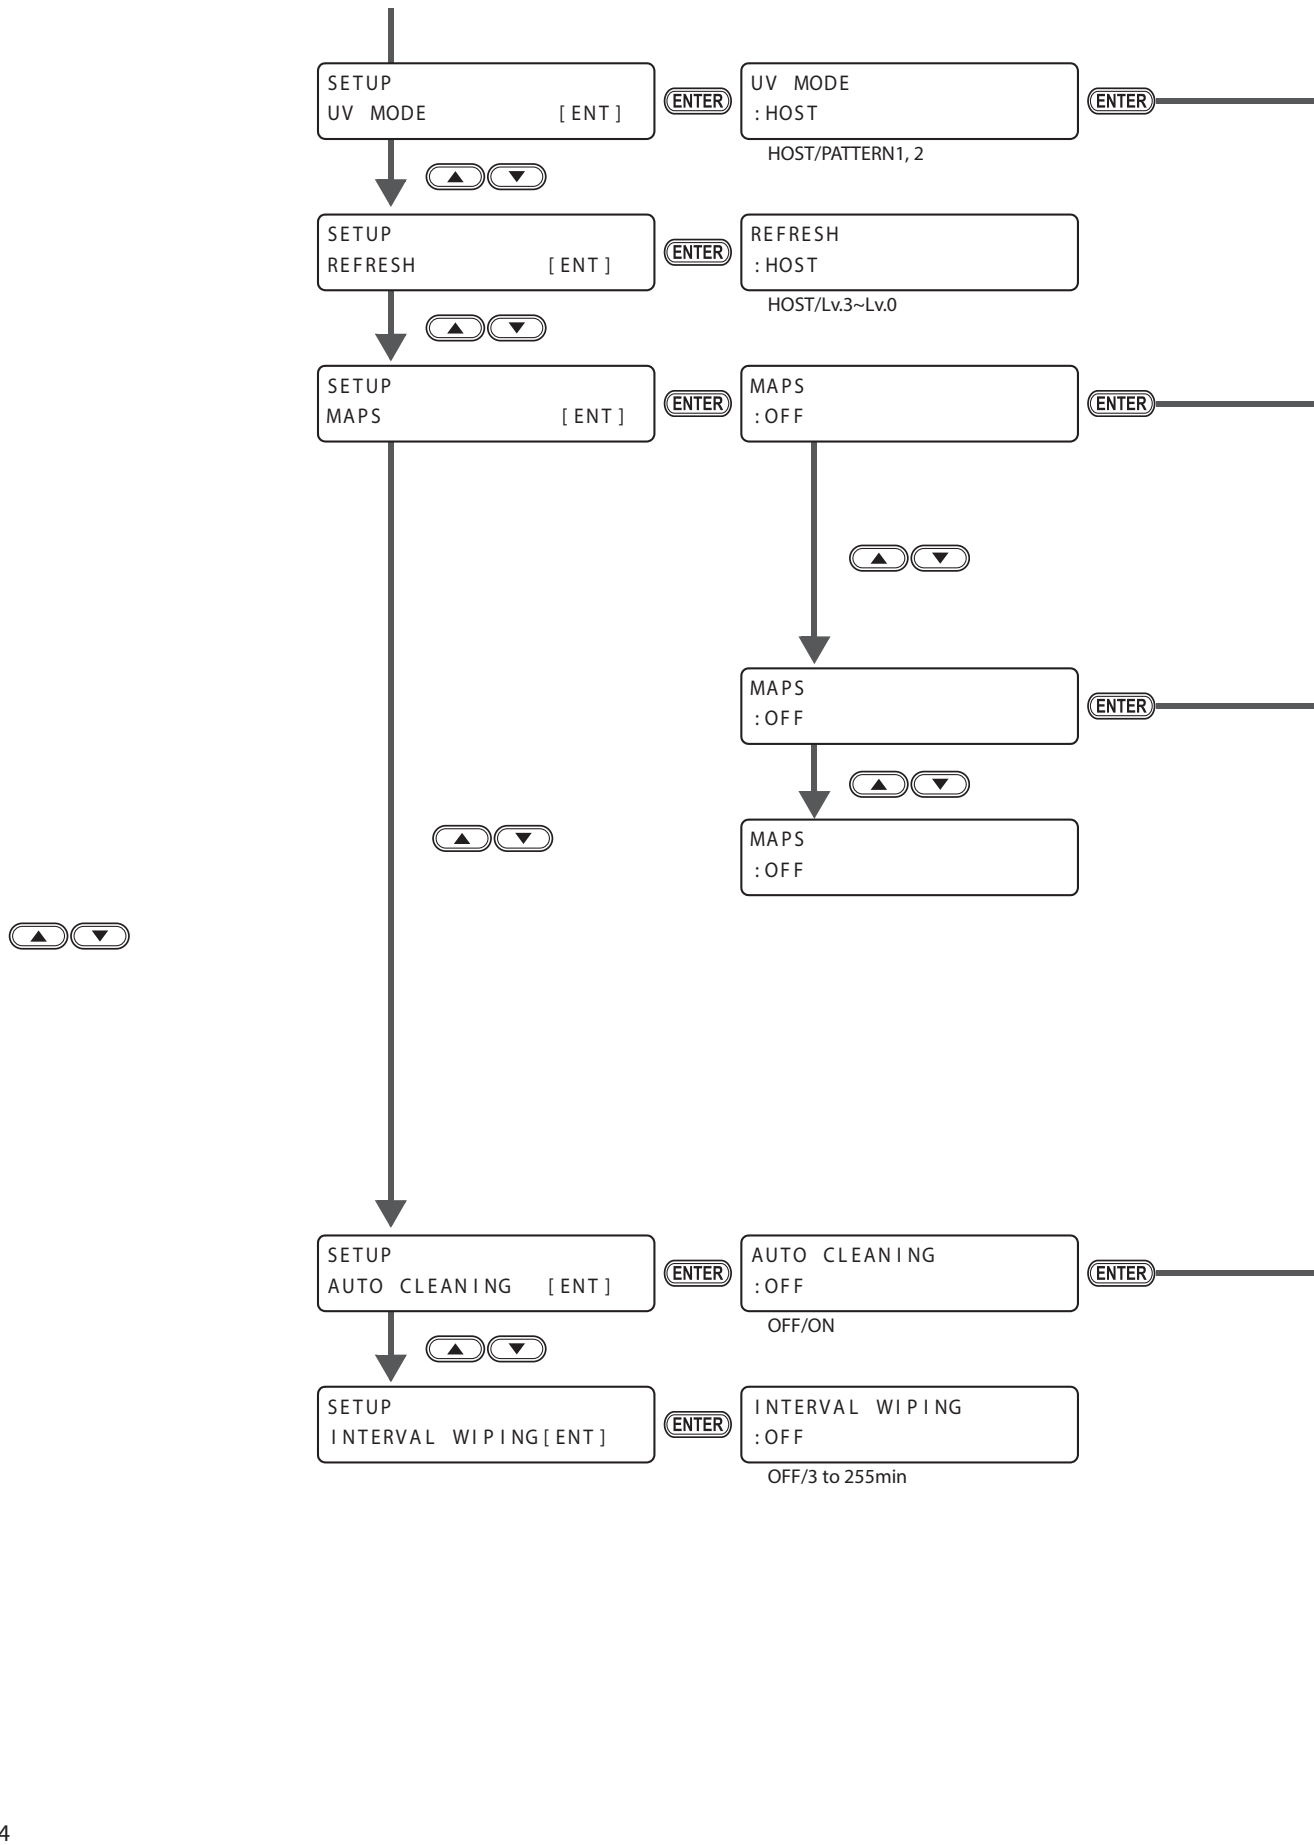 SETUP
UV MODE [ENT]
ENTER
UV MODE
:HOST
ENTER
HOST/PATTERN1, 2
SETUP
REFRESH [ENT]
ENTER
REFRESH
:HOST
HOST/Lv.3~Lv.0
SETUP
MAPS [ENT]
ENTER
MAPS
:OFF
ENTER
MAPS
:OFF
ENTER
MAPS
:OFF
SETUP
AUTO CLEANING [ENT]
ENTER
AUTO CLEANING
:OFF
ENTER
OFF/ON
SETUP
INTERVAL WIPING[ENT]
ENTER
INTERVAL WIPING
:OFF
OFF/3 to 255min
4